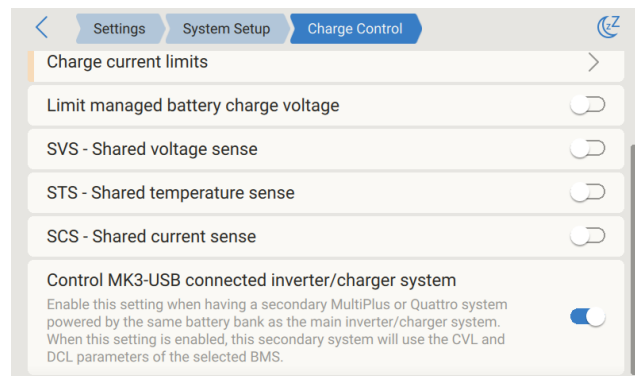 Settings
System Setup
Charge Control
zZ
Charge current limits
Limit managed battery charge voltage
SVS - Shared voltage sense
STS - Shared temperature sense
SCS - Shared current sense
Control MK3-USB connected inverter/charger system
Enable this setting when having a secondary MultiPlus or Quattro system
powered by the same battery bank as the main inverter/charger system.
When this setting is enabled, this secondary system will use the CVL and
DCL parameters of the selected BMS.